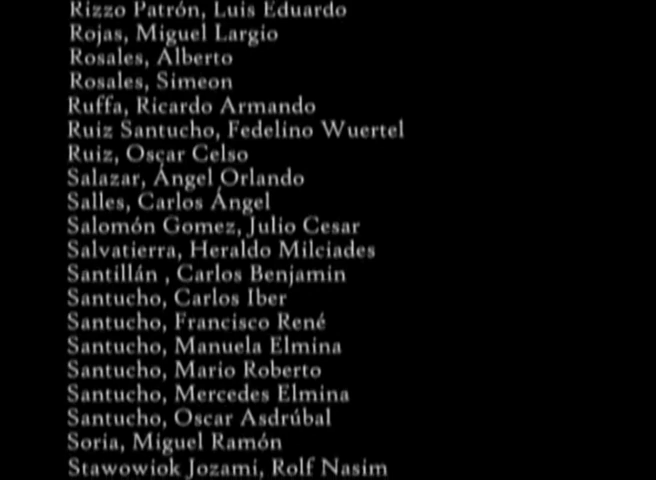 Rizzo Patrón, Luis Eduardo
Rojas, Miguel Largio
Rosales, Alberto
Rosales, Simeon
Ruffa, Ricardo Armando
Ruiz Santucho, Fedelino Wuertel
Ruiz, Oscar Celso
Salazar, Ángel Orlando
Salles, Carlos Ángel
Salomón Gomez, Julio Cesar
Salvatierra, Heraldo Milciades
Santillán , Carlos Benjamin
Santucho, Carlos Iber
Santucho, Francisco René
Santucho, Manuela Elmina
Santucho, Mario Roberto
Santucho, Mercedes Elmina
Santucho, Oscar Asdrúbal
Soria, Miguel Ramón
Stawowiok Jozami, Rolf Nasim